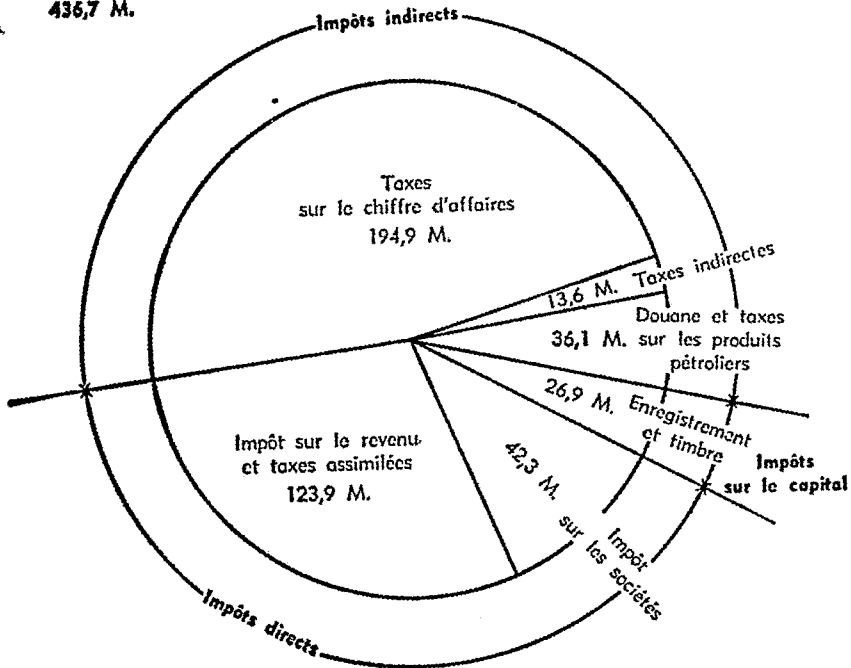 436,7 M.
Impôts indirects
Taxes
sur le chiffre d'affaires
194,9 M.
13,6 M. Taxes indirectes
Douane et taxes
36,1 M. sur les produits
pétroliers
26,9 M. Enregistrement
et timbre
Impôts
sur le capital
Impôt sur le revenu
et taxes assimilées
123,9 M.
42,3 M.
Impôt
sur les sociétés
Impôts directs